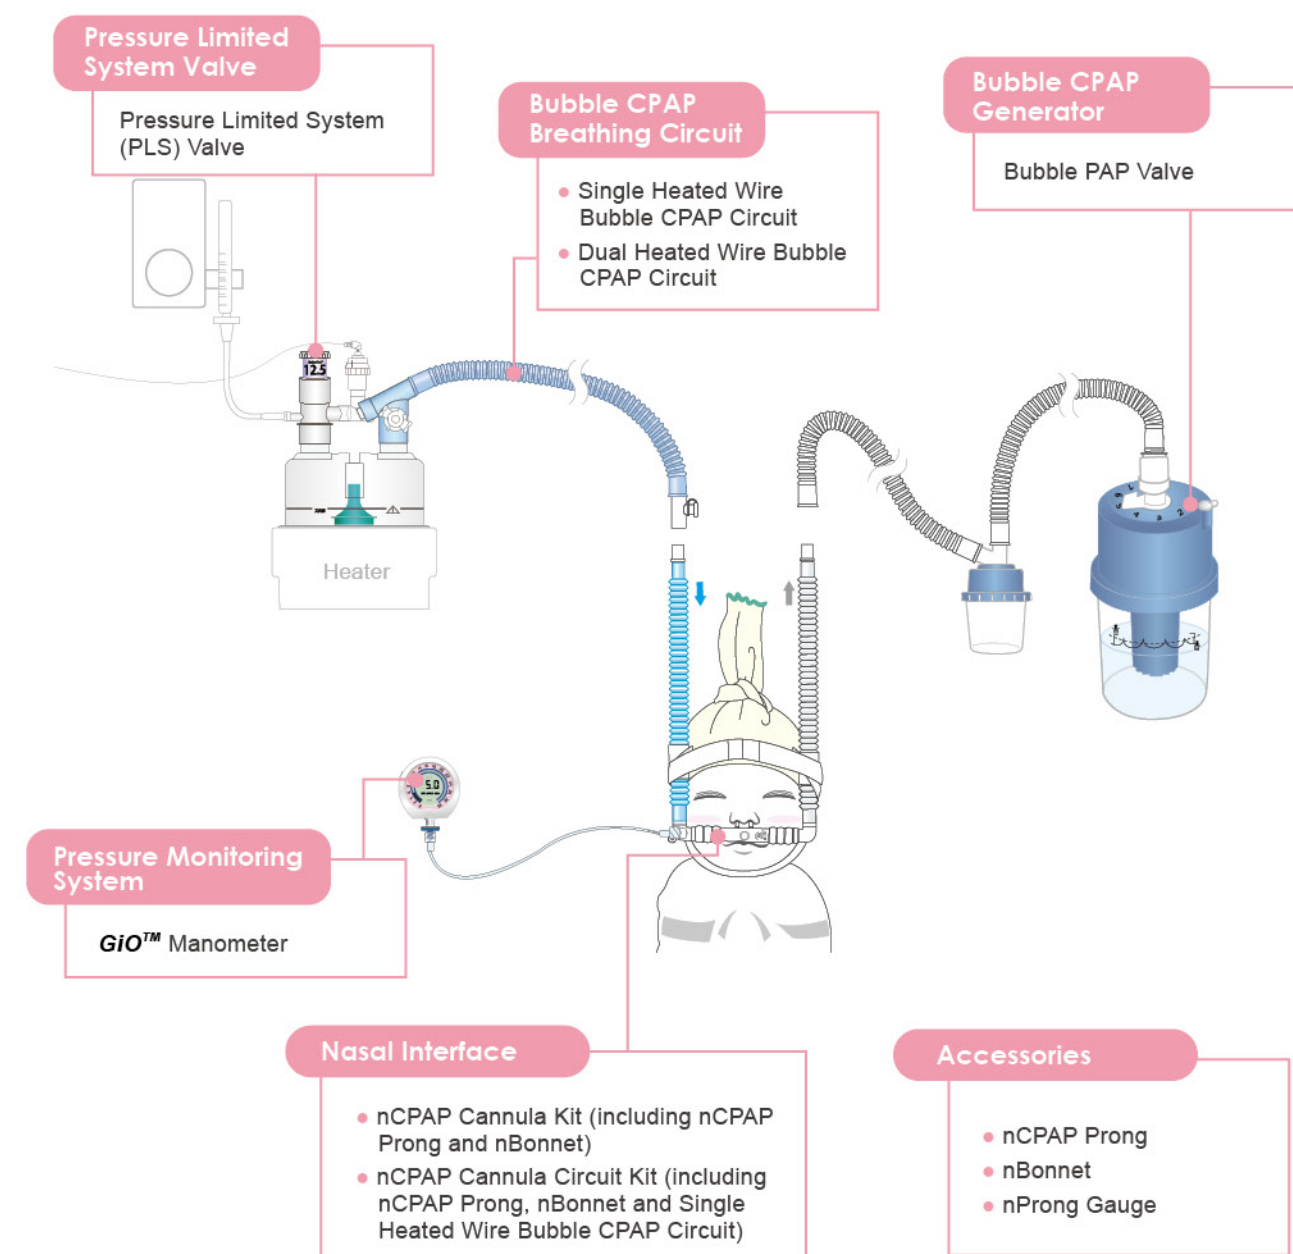 Pressure Limited
System Valve
Pressure Limited System
(PLS) Valve
Bubble CPAP
Breathing Circuit
● Single Heated Wire
Bubble CPAP Circuit
● Dual Heated Wire Bubble
CPAP Circuit
Bubble CPAP
Generator
Bubble PAP Valve
12.5
Heater
5.0
Pressure Monitoring
System
GiO™ Manometer
Nasal Interface
● nCPAP Cannula Kit (including nCPAP
Prong and nBonnet)
● nCPAP Cannula Circuit Kit (including
nCPAP Prong, nBonnet and Single
Heated Wire Bubble CPAP Circuit)
Accessories
● nCPAP Prong
● nBonnet
● nProng Gauge